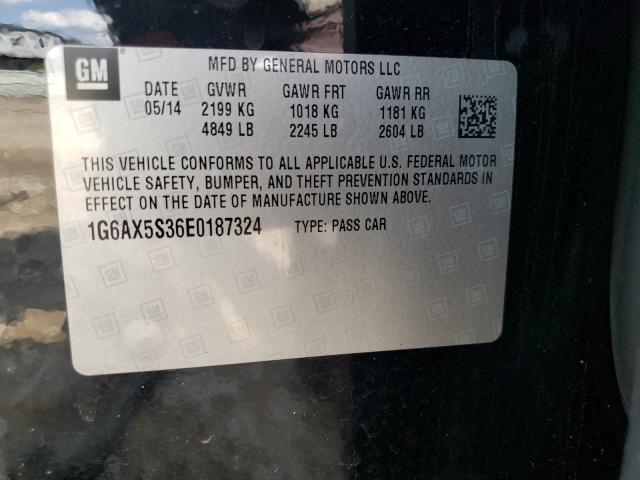 GM
MFD BY GENERAL MOTORS LLC
DATE GVWR GAWR FRT GAWR RR
05/14 2199 KG 1018 KG 1181 KG
4849 LB 2245 LB 2604 LB
THIS VEHICLE CONFORMS TO ALL APPLICABLE U.S. FEDERAL MOTOR
VEHICLE SAFETY, BUMPER, AND THEFT PREVENTION STANDARDS IN
EFFECT ON THE DATE OF MANUFACTURE SHOWN ABOVE.
1G6AX5S36E0187324 TYPE: PASS CAR